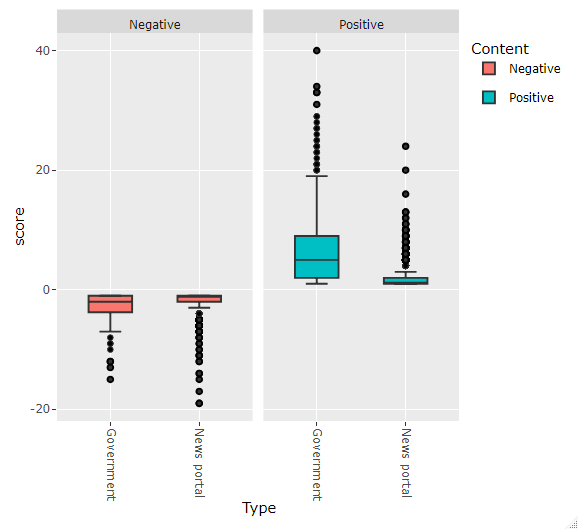 Negative
Positive
Content
Negative
Positive
40
20
0
-20
score
Government
News portal
Government
News portal
Type